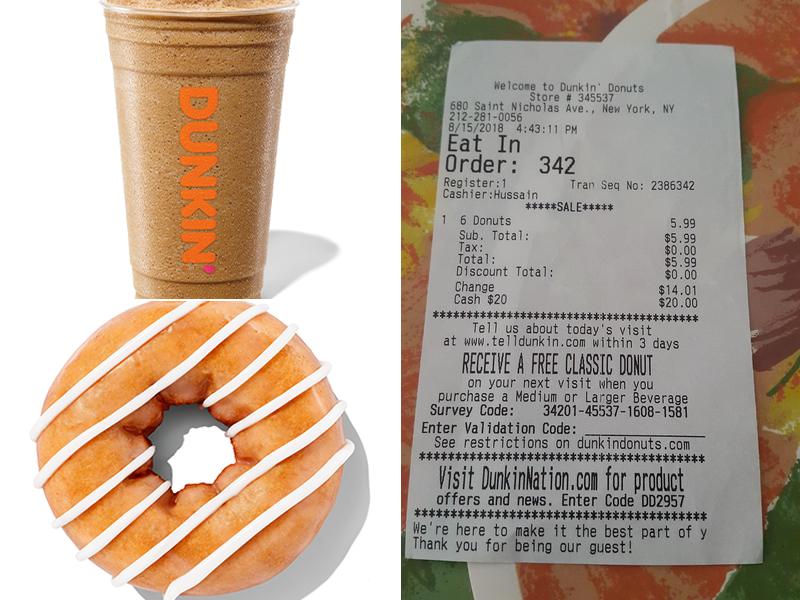 DUNKIN'
Welcome to Dunkin' Donuts
Store # 345537
680 Saint Nicholas Ave., New York, NY
212-281-0056
8/15/2018 4:43:11 PM
Eat In
Order: 342
Register:1 Tran Seq No: 2386342
Cashier:Hussain
*****SALE*****
1 6 Donuts 5.99
Sub. Total: $5.99
Tax: $0.00
Total: $5.99
Discount Total: $0.00
Change $14.01
Cash $20 $20.00
************************************
Tell us about today's visit
at www.telldunkin.com within 3 days
RECEIVE A FREE CLASSIC DONUT
on your next visit when you
purchase a Medium or Larger Beverage
Survey Code: 34201-45537-1608-1581
Enter Validation Code: _______________
See restrictions on dunkindonuts.com
************************************
Visit DunkinNation.com for product
offers and news. Enter Code DD2957
************************************
We're here to make it the best part of y
Thank you for being our guest!